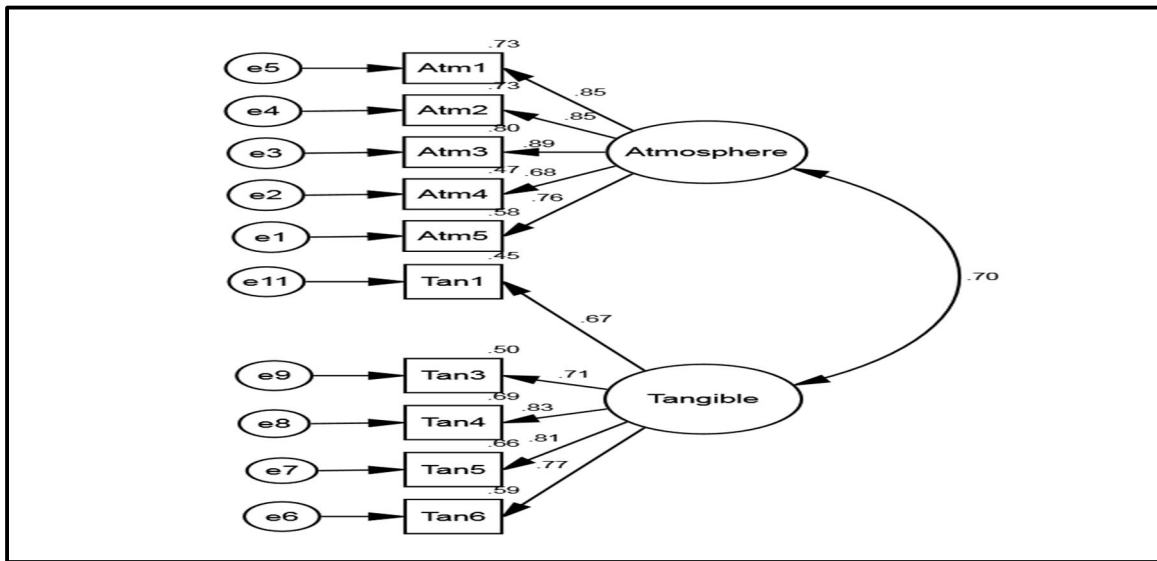 .73
e5 Atm1
.85
.73
e4 Atm2
.85
.80
e3 Atm3 .89 Atmosphere
.47 .68
e2 Atm4
.76
.58
e1 Atm5
.45
e11 Tan1
.70
.67
.50
e9 Tan3 .71
.69 Tangible
e8 Tan4 .83
.66 .81
e7 Tan5 .77
.59
e6 Tan6